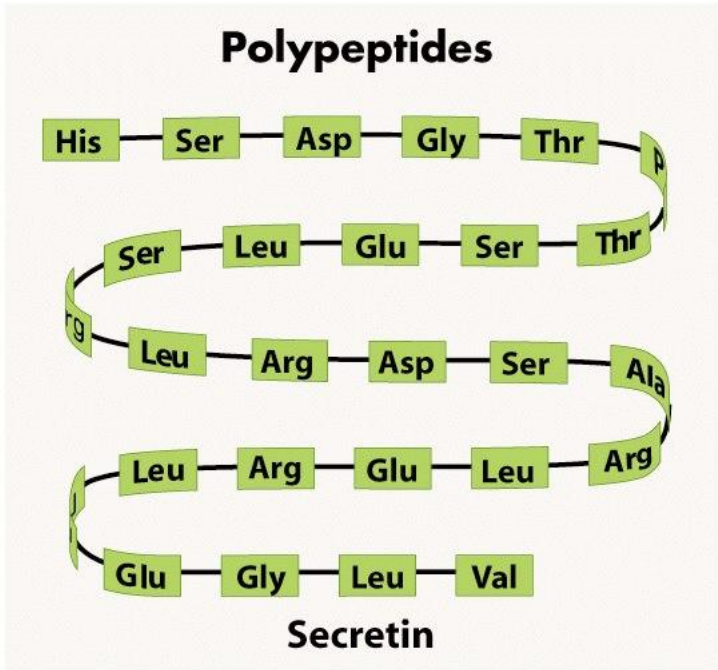 Polypeptides
His Ser Asp Gly Thr P
Ser Leu Glu Ser Thr
rg
Leu Arg Asp Ser Ala
Leu Arg Glu Leu Arg
Glu Gly Leu Val
Secretin